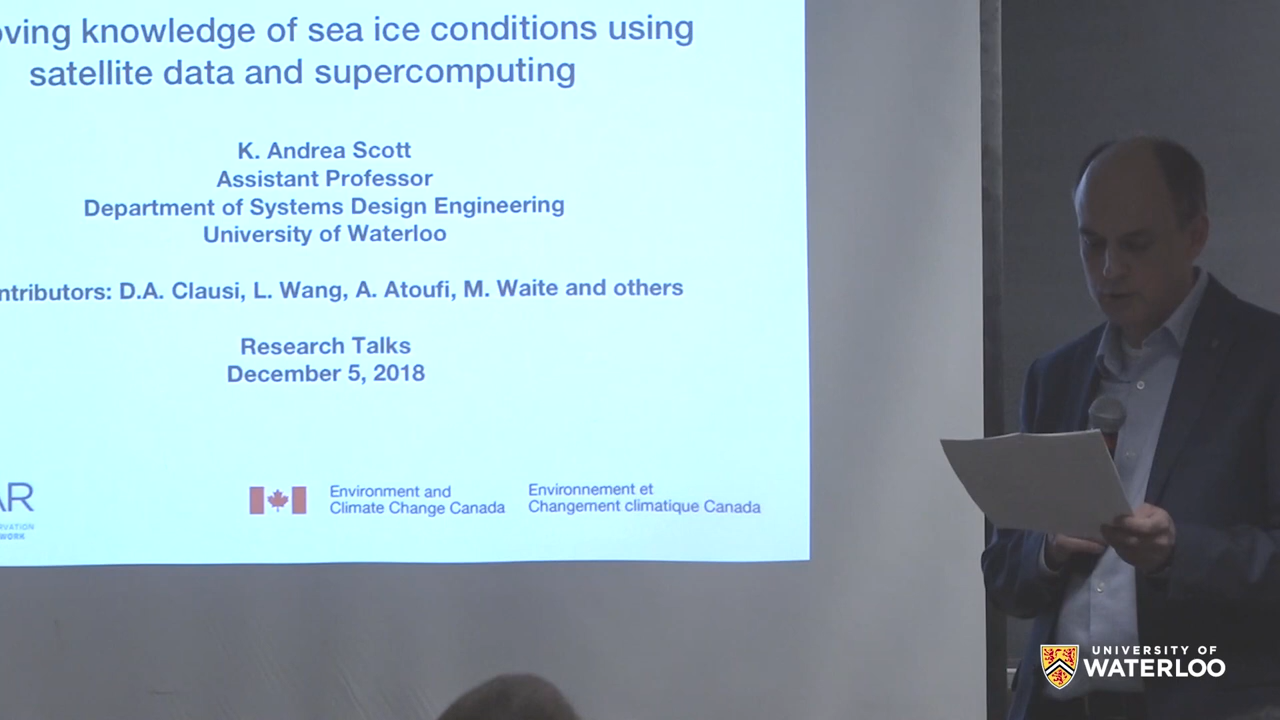 oving knowledge of sea ice conditions using
satellite data and supercomputing
K. Andrea Scott
Assistant Professor
Department of Systems Design Engineering
University of Waterloo
ntributors: D.A. Clausi, L. Wang, A. Atoufi, M. Waite and others
Research Talks
December 5, 2018
AR
RVATION
WORK
Environment and
Climate Change Canada
Environnement et
Changement climatique Canada
UNIVERSITY OF
WATERLOO